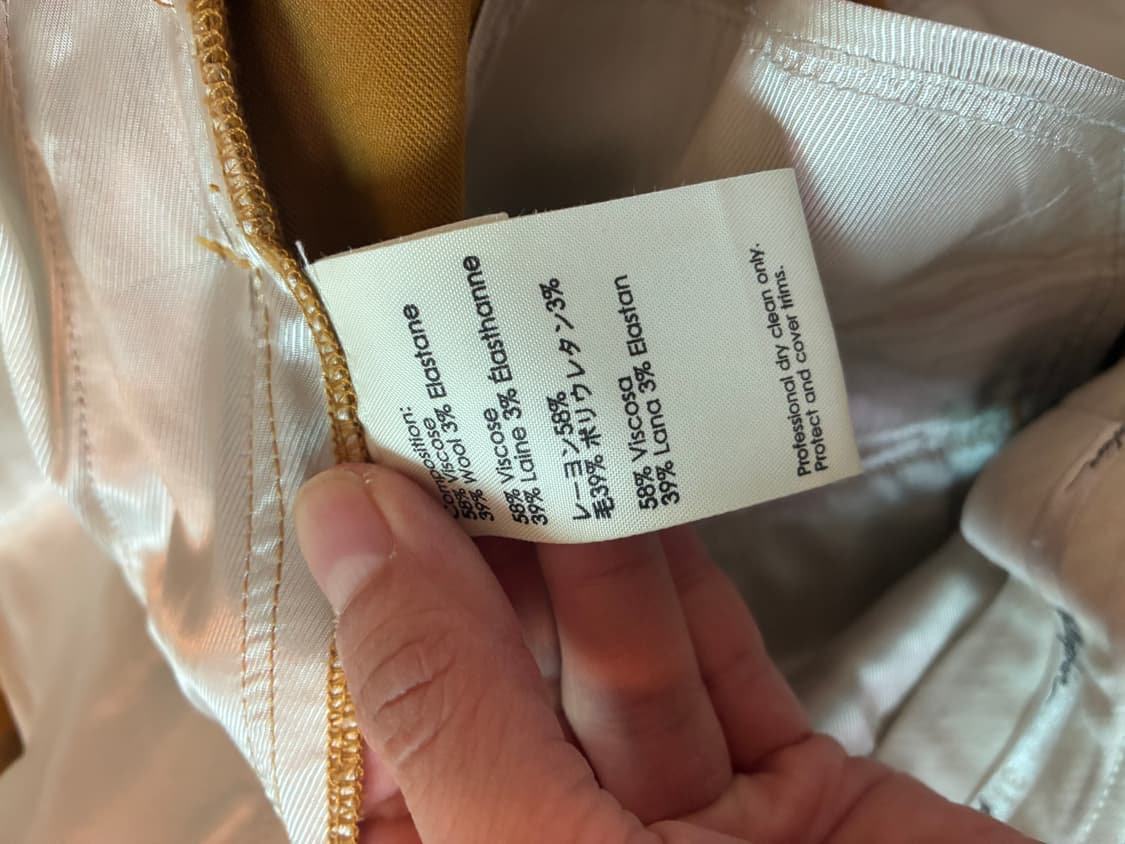 Composition:
58% Viscose
39% Wool 3% Elastane
58% Viscose
39% Laine 3% Élasthanne
レーヨン58%
毛39% ポリウレタン3%
58% Viscosa
39% Lana 3% Elastan
Professional dry clean only.
Protect and cover trims.